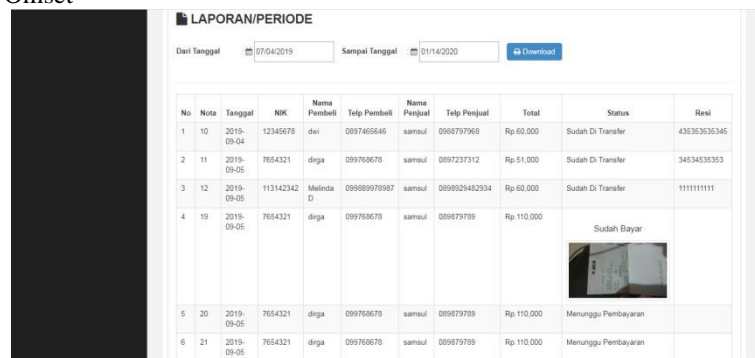 LAPORAN/PERIODE
Dari Tanggal : 07/04/2019 Sampai Tanggal : 01/14/2020 Download
No Nota Tanggal NIK Nama Pembeli Telp Pembeli Nama Penjual Telp Penjual Total Status Resi
1 10 2019-09-04 12345678 dwi 0897465646 samsul 0988797968 Rp.60,000 Sudah Di Transfer 435353535345
2 11 2019-09-05 7654321 dirga 099768678 samsul 0897237312 Rp.51,000 Sudah Di Transfer 34534535353
3 12 2019-09-05 113142342 Melinda D 099889978987 samsul 0898929482934 Rp.60,000 Sudah Di Transfer 1111111111
4 19 2019-09-05 7654321 dirga 099768678 samsul 089879789 Rp.110,000 Sudah Bayar
5 20 2019-09-05 7654321 dirga 099768678 samsul 089879789 Rp.110,000 Menunggu Pembayaran
6 21 2019-09-05 7654321 dirga 099768678 samsul 089879789 Rp.110,000 Menunggu Pembayaran